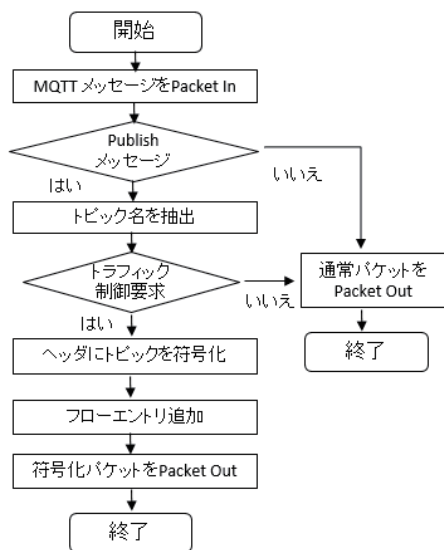 開始
MQTT メッセージをPacket In
Publish
メッセージ
いいえ
はい
トピック名を抽出
トラフィック
制御要求
いいえ
はい
通常パケットを
Packet Out
終了
ヘッダにトピックを符号化
フローエントリ追加
符号化パケットをPacket Out
終了